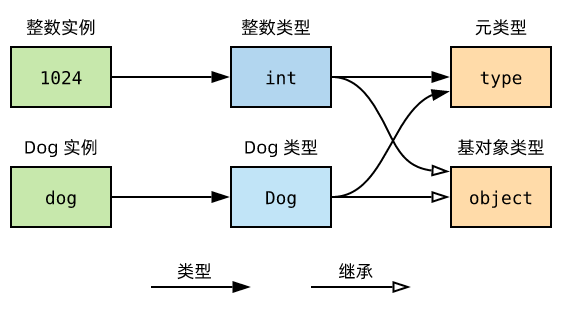 整数实例 整数类型 元类型
1024 int type
Dog 实例 Dog 类型 基对象类型
dog Dog object
类型 继承